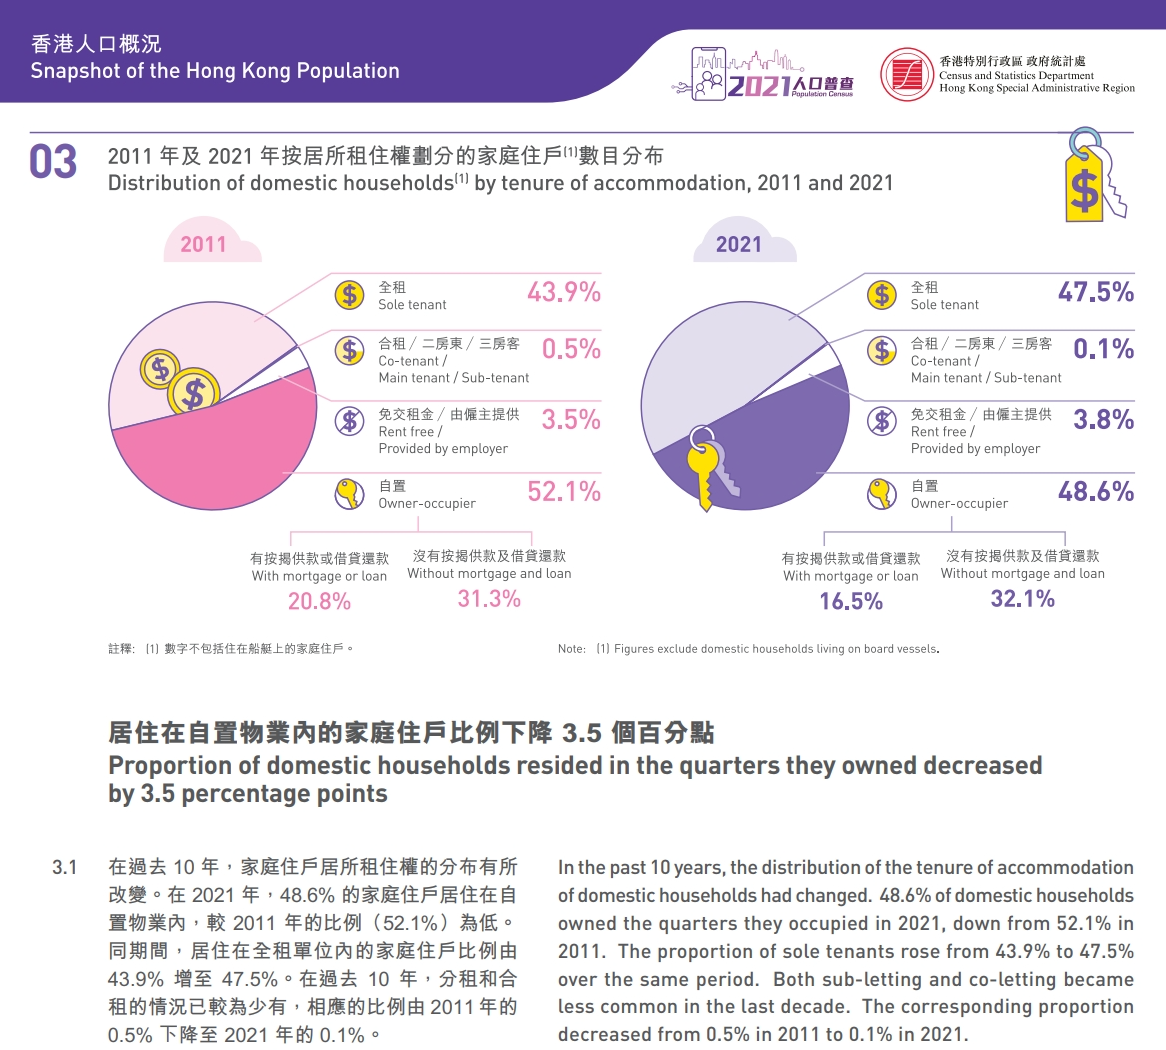 香港人口概況
Snapshot of the Hong Kong Population
2021人口普查
Population Census
香港特別行政區 政府統計處
Census and Statistics Department
Hong Kong Special Administrative Region
03
2011 年及 2021 年按居所租住權劃分的家庭住戶(1)數目分布
Distribution of domestic households(1) by tenure of accommodation, 2011 and 2021
2011
全租
Sole tenant
43.9%
合租 / 二房東 / 三房客
Co-tenant /
Main tenant / Sub-tenant
0.5%
免交租金 / 由僱主提供
Rent free /
Provided by employer
3.5%
自置
Owner-occupier
52.1%
有按揭供款或借貸還款
With mortgage or loan
20.8%
沒有按揭供款及借貸還款
Without mortgage and loan
31.3%
2021
全租
Sole tenant
47.5%
合租 / 二房東 / 三房客
Co-tenant /
Main tenant / Sub-tenant
0.1%
免交租金 / 由僱主提供
Rent free /
Provided by employer
3.8%
自置
Owner-occupier
48.6%
有按揭供款或借貸還款
With mortgage or loan
16.5%
沒有按揭供款及借貸還款
Without mortgage and loan
32.1%
註釋: (1) 數字不包括住在船艇上的家庭住戶。
Note: (1) Figures exclude domestic households living on board vessels.
居住在自置物業內的家庭住戶比例下降 3.5 個百分點
Proportion of domestic households resided in the quarters they owned decreased
by 3.5 percentage points
3.1
在過去 10 年，家庭住戶居所租住權的分布有所
改變。在 2021 年，48.6% 的家庭住戶居住在自
置物業內，較 2011 年的比例（52.1%）為低。
同期間，居住在全租單位內的家庭住戶比例由
43.9% 增至 47.5%。在過去 10 年，分租和合
租的情況已較為少有，相應的比例由 2011 年的
0.5% 下降至 2021 年的 0.1%。
In the past 10 years, the distribution of the tenure of accommodation
of domestic households had changed. 48.6% of domestic households
owned the quarters they occupied in 2021, down from 52.1% in
2011. The proportion of sole tenants rose from 43.9% to 47.5%
over the same period. Both sub-letting and co-letting became
less common in the last decade. The corresponding proportion
decreased from 0.5% in 2011 to 0.1% in 2021.